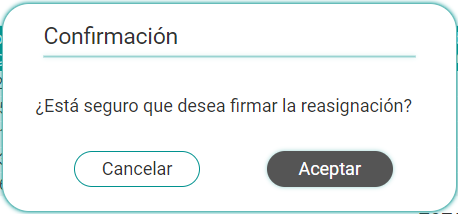 Confirmación
¿Está seguro que desea firmar la reasignación?
Cancelar
Aceptar